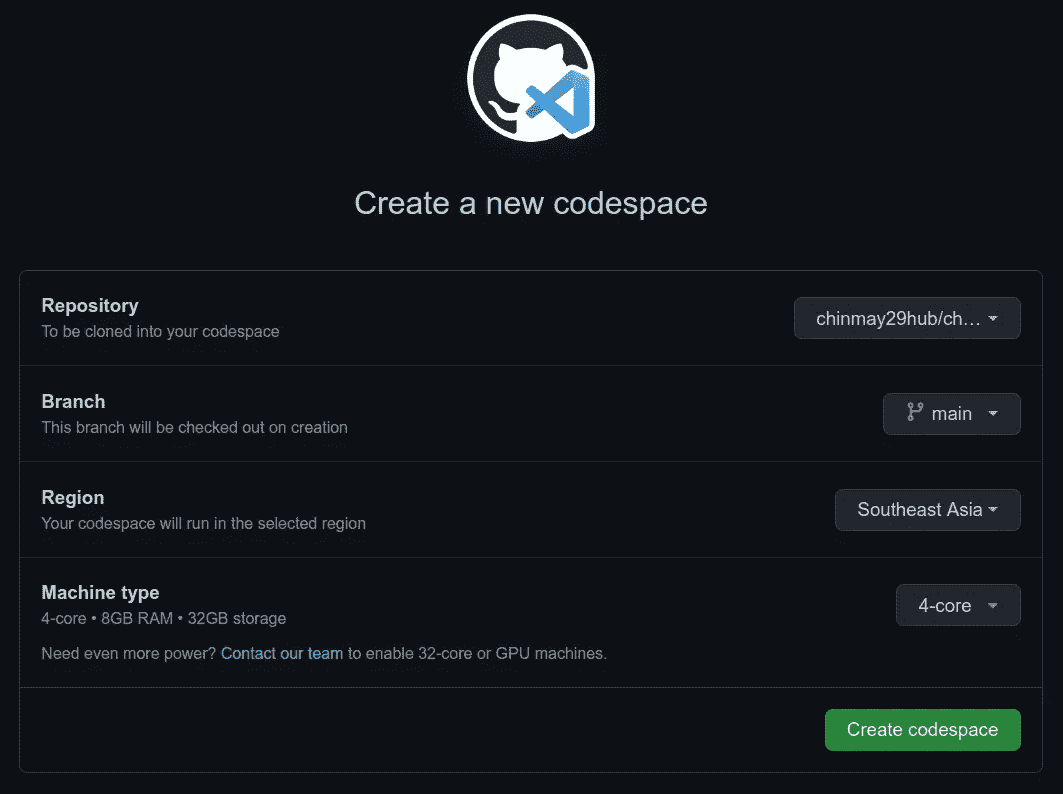 Create a new codespace
Repository
To be cloned into your codespace
chinmay29hub/ch...
Branch
This branch will be checked out on creation
main
Region
Your codespace will run in the selected region
Southeast Asia
Machine type
4-core • 8GB RAM • 32GB storage
4-core
Need even more power? Contact our team to enable 32-core or GPU machines.
Create codespace